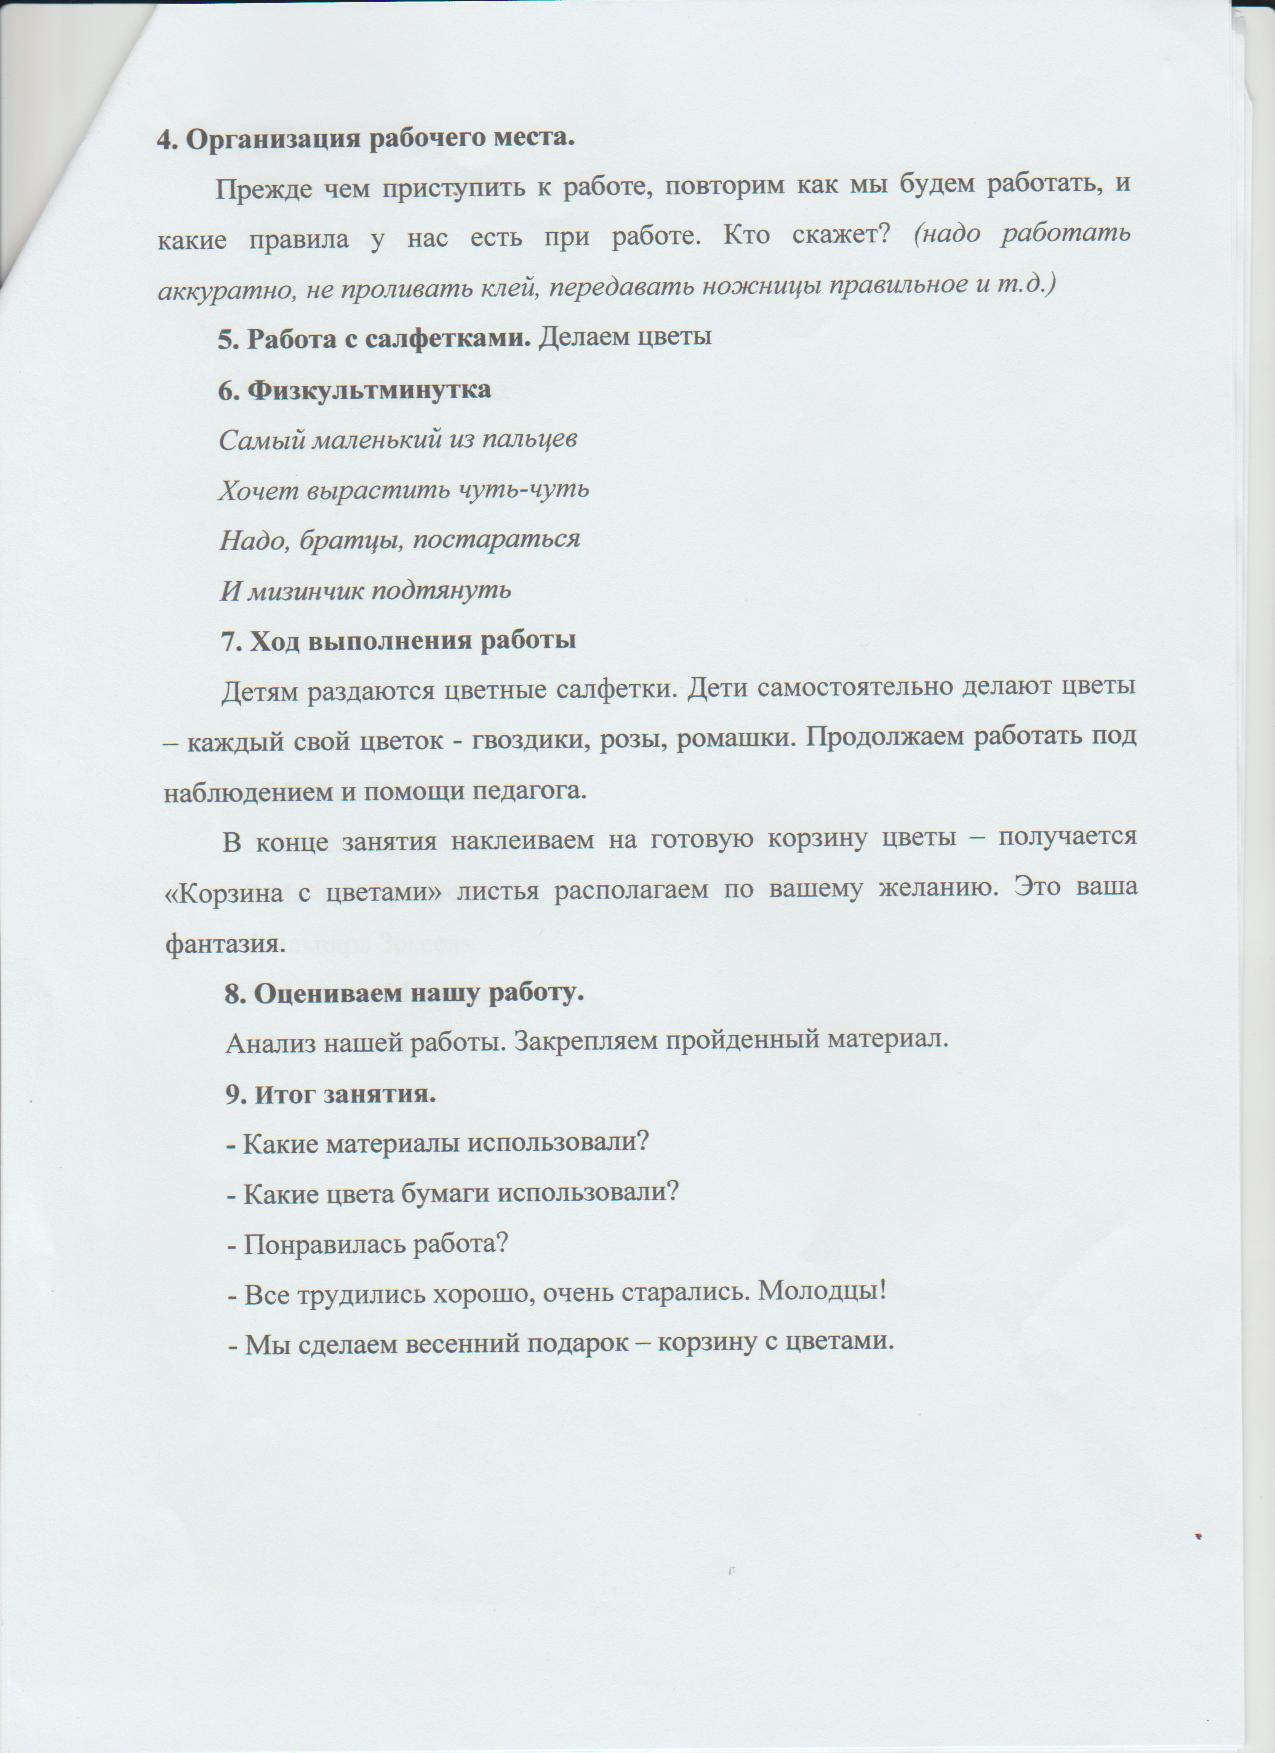 4. Организация рабочего места.
Прежде чем приступить к работе, повторим как мы будем работать, и
какие правила у нас есть при работе. Кто скажет? (надо работать
аккуратно, не проливать клей, передавать ножницы правильное и т.д.)
5. Работа с салфетками. Делаем цветы
6. Физкультминутка
Самый маленький из пальцев
Хочет вырастить чуть-чуть
Надо, братцы, постараться
И мизинчик подтянуть
7. Ход выполнения работы
Детям раздаются цветные салфетки. Дети самостоятельно делают цветы
– каждый свой цветок - гвоздики, розы, ромашки. Продолжаем работать под
наблюдением и помощи педагога.
В конце занятия наклеиваем на готовую корзину цветы – получается
«Корзина с цветами» листья располагаем по вашему желанию. Это ваша
фантазия.
8. Оцениваем нашу работу.
Анализ нашей работы. Закрепляем пройденный материал.
9. Итог занятия.
- Какие материалы использовали?
- Какие цвета бумаги использовали?
- Понравилась работа?
- Все трудились хорошо, очень старались. Молодцы!
- Мы сделаем весенний подарок – корзину с цветами.